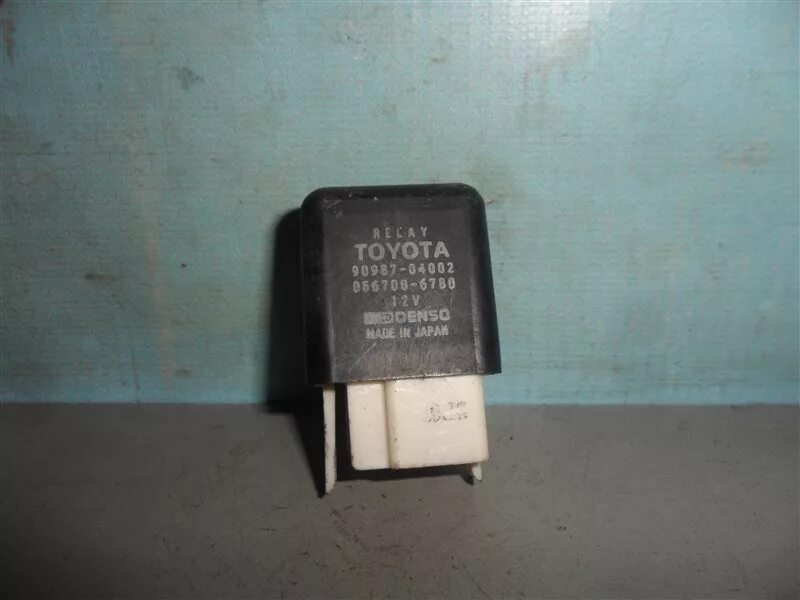 RELAY
TOYOTA
90987-04002
056700-6780
12V
DENSO
MADE IN JAPAN